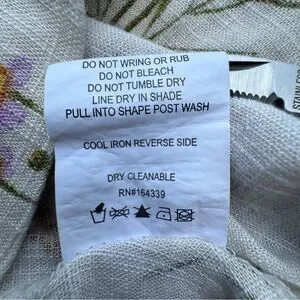 DO NOT WRING OR RUB
DO NOT BLEACH
DO NOT TUMBLE DRY
LINE DRY IN SHADE
PULL INTO SHAPE POST WASH
COOL IRON REVERSE SIDE
DRY CLEANABLE
RN#164339